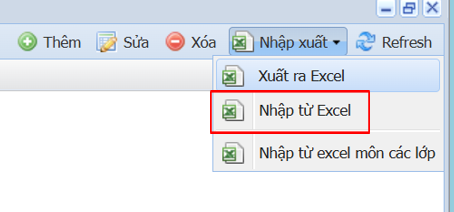 Thêm Sửa Xóa Nhập xuất Refresh
Xuất ra Excel
Nhập từ Excel
Nhập từ excel môn các lớp